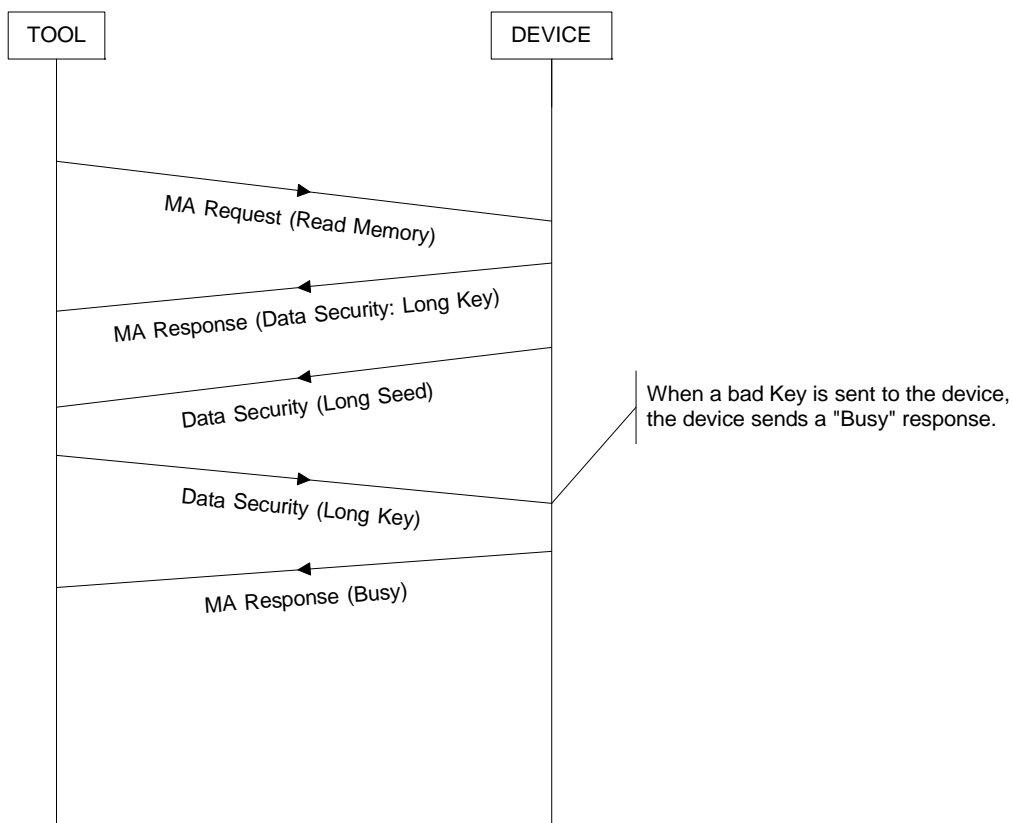 TOOL
DEVICE
MA Request (Read Memory)
MA Response (Data Security: Long Key)
Data Security (Long Seed)
When a bad Key is sent to the device,
the device sends a "Busy" response.
Data Security (Long Key)
MA Response (Busy)